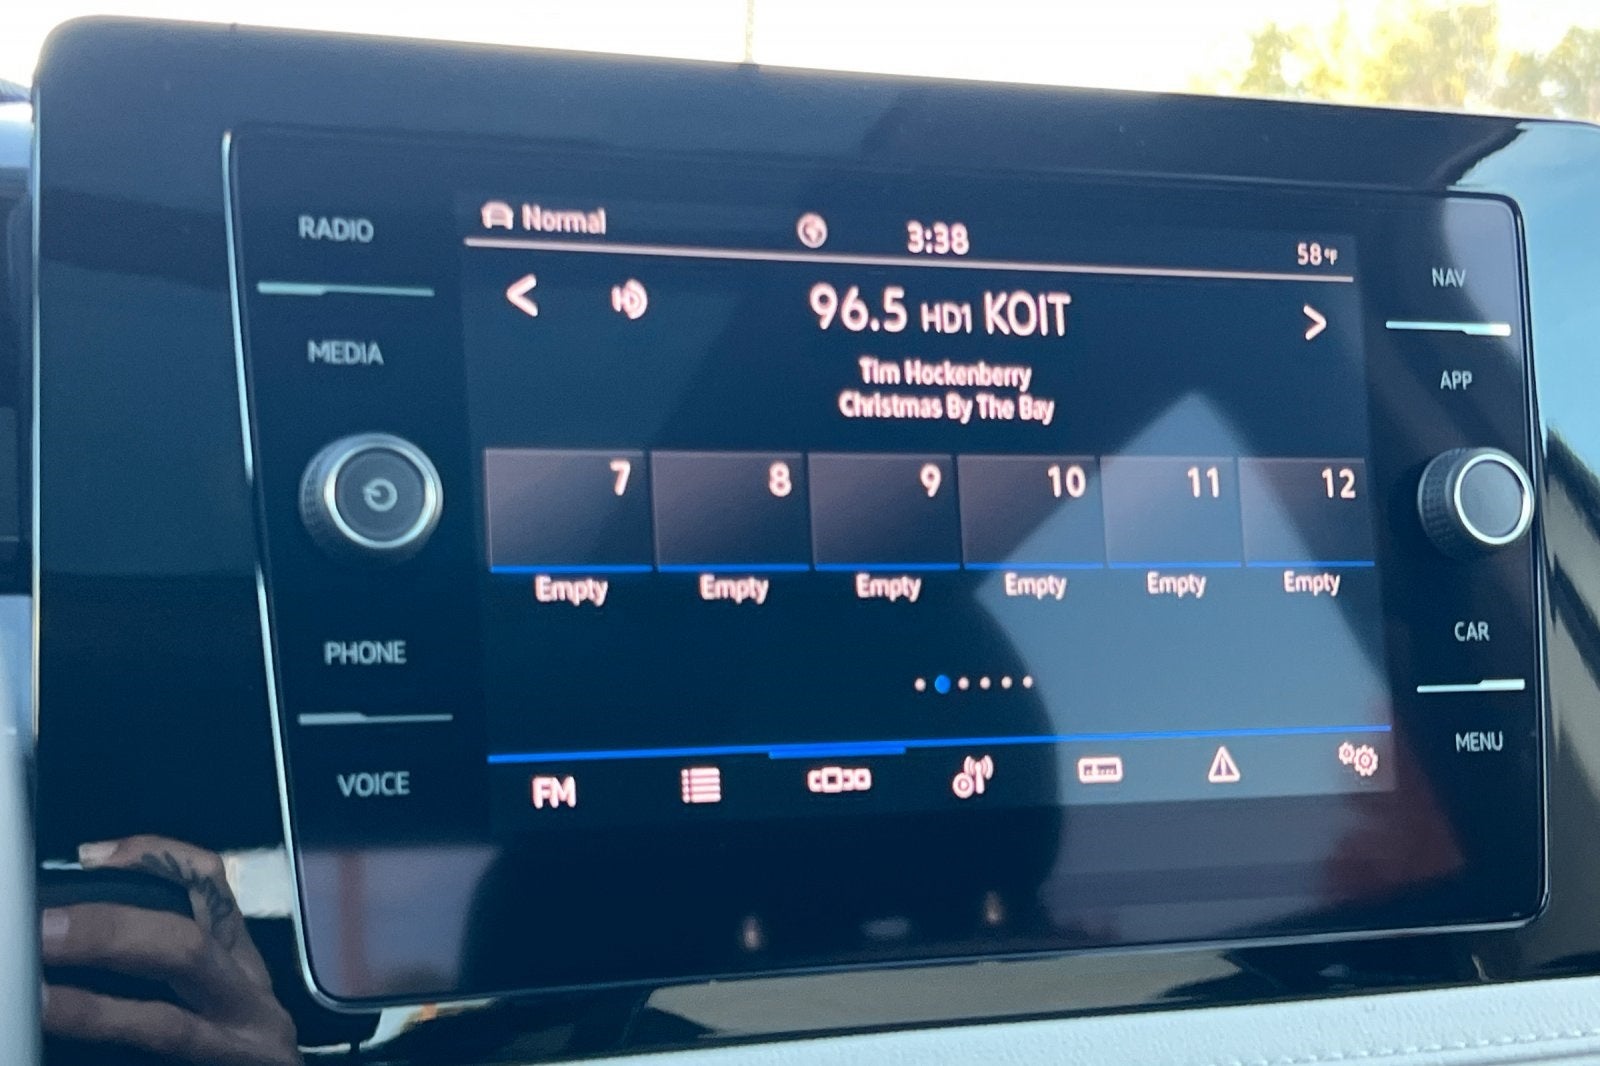 RADIO
MEDIA
PHONE
VOICE
Normal
3:38
58°F
96.5 HD1 KOIT
Tim Hockenberry
Christmas By The Bay
7 8 9 10 11 12
Empty Empty Empty Empty Empty Empty
FM
NAV
APP
CAR
MENU